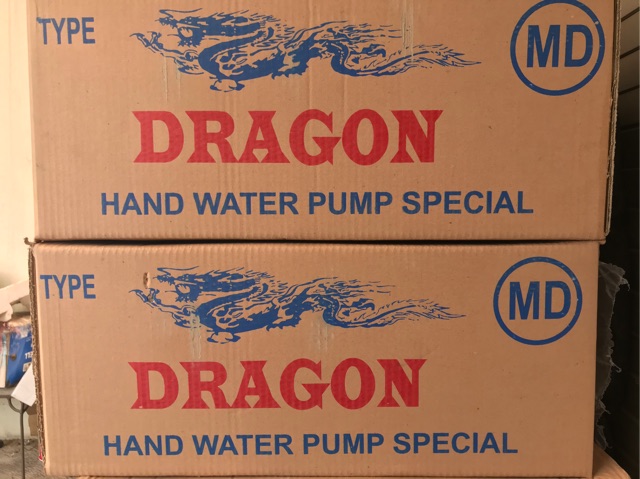 TYPE
MD
DRAGON
HAND WATER PUMP SPECIAL
TYPE
MD
DRAGON
HAND WATER PUMP SPECIAL